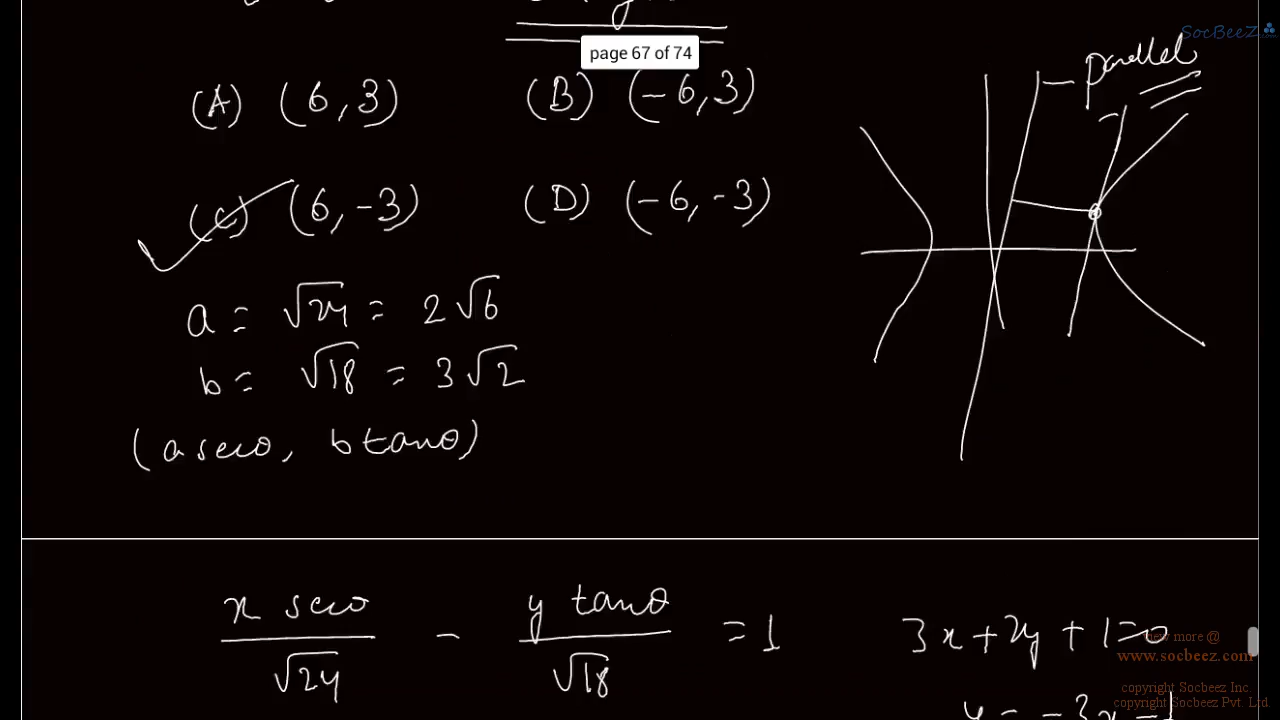 SocBeeZ
page 67 of 74
parallel
(A) (6, 3) (B) (-6, 3)
(C) (6, -3) (D) (-6, -3)
a = √24 = 2√6
b = √18 = 3√2
(a secθ, b tanθ)
x secθ / √24 - y tanθ / √18 = 1
3x + 2y + 1 = 0
view more @
www.socbeez.com
copyright Socbeez Inc.
copyright Socbeez Pvt. Ltd.